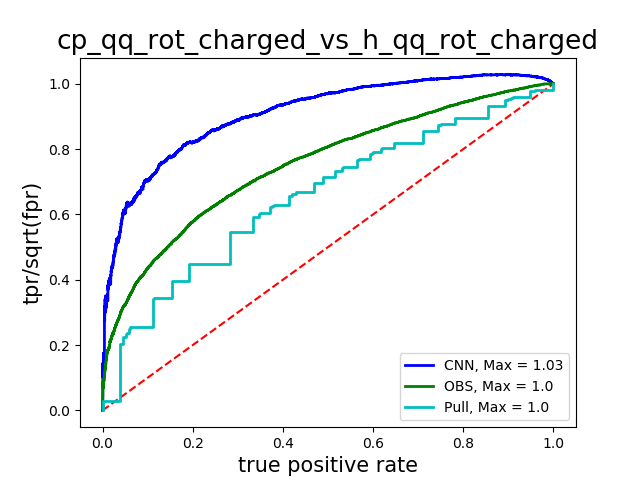 cp_qq_rot_charged_vs_h_qq_rot_charged
tpr/sqrt(fpr)
1.0
0.8
0.6
0.4
0.2
0.0
CNN, Max = 1.03
OBS, Max = 1.0
Pull, Max = 1.0
0.0 0.2 0.4 0.6 0.8 1.0
true positive rate